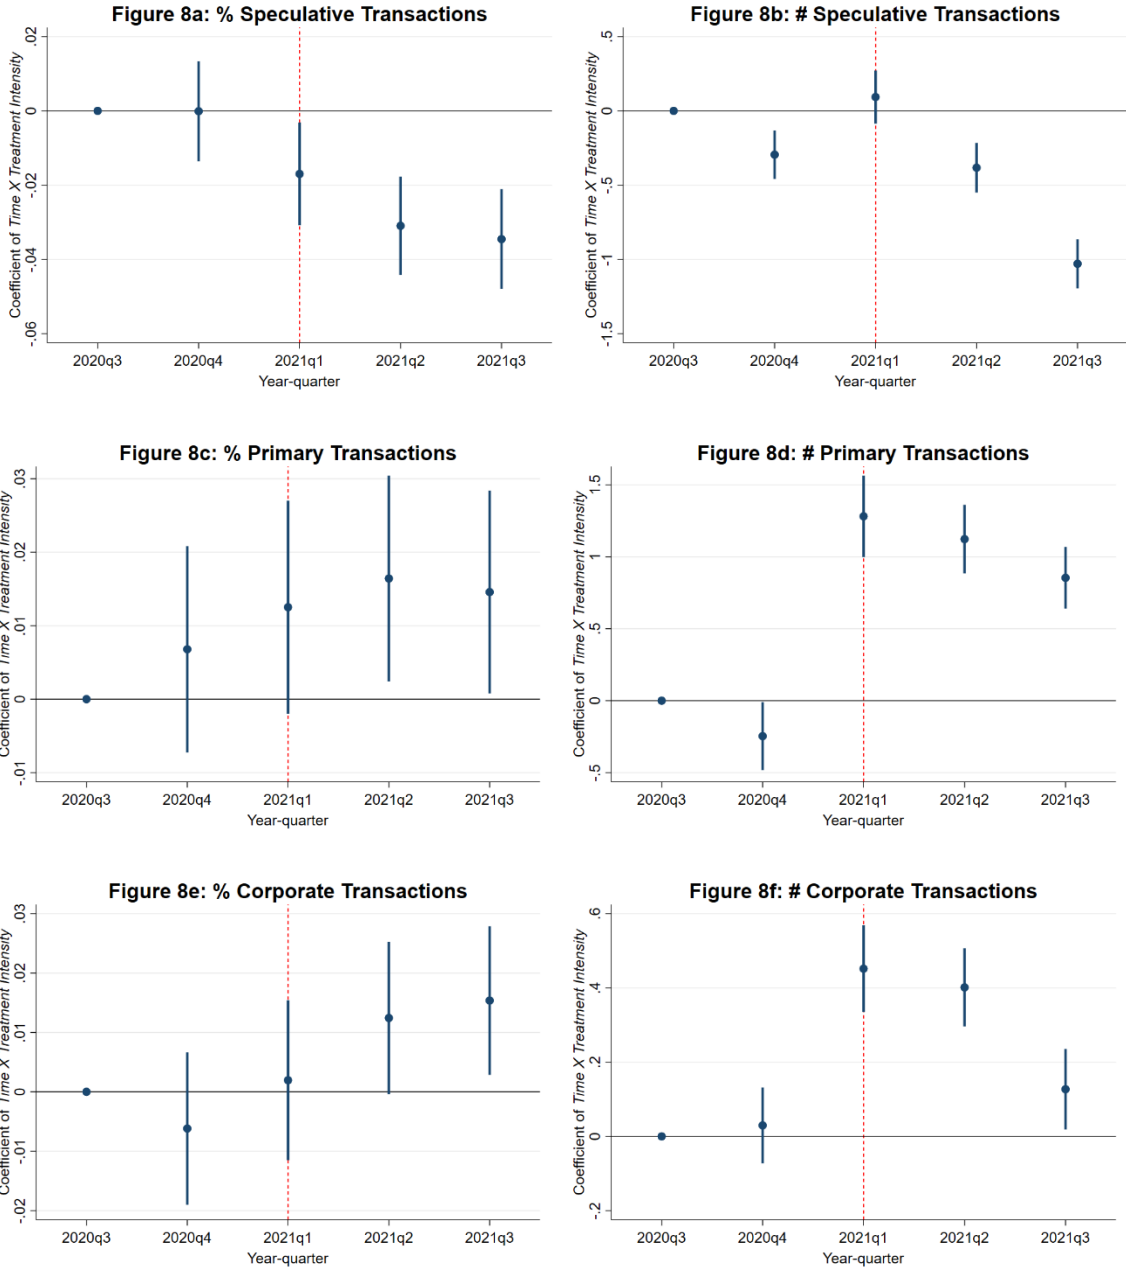 Figure 8a: % Speculative Transactions
Coefficient of Time X Treatment Intensity
.02
0
-.02
-.04
-.06
2020q3 2020q4 2021q1 2021q2 2021q3
Year-quarter
Figure 8b: # Speculative Transactions
Coefficient of Time X Treatment Intensity
.5
0
-.5
-1
-1.5
2020q3 2020q4 2021q1 2021q2 2021q3
Year-quarter
Figure 8c: % Primary Transactions
Coefficient of Time X Treatment Intensity
.03
.02
.01
0
-.01
2020q3 2020q4 2021q1 2021q2 2021q3
Year-quarter
Figure 8d: # Primary Transactions
Coefficient of Time X Treatment Intensity
1.5
1
.5
0
-.5
2020q3 2020q4 2021q1 2021q2 2021q3
Year-quarter
Figure 8e: % Corporate Transactions
Coefficient of Time X Treatment Intensity
.03
.02
.01
0
-.01
-.02
2020q3 2020q4 2021q1 2021q2 2021q3
Year-quarter
Figure 8f: # Corporate Transactions
Coefficient of Time X Treatment Intensity
.6
.4
.2
0
-.2
2020q3 2020q4 2021q1 2021q2 2021q3
Year-quarter